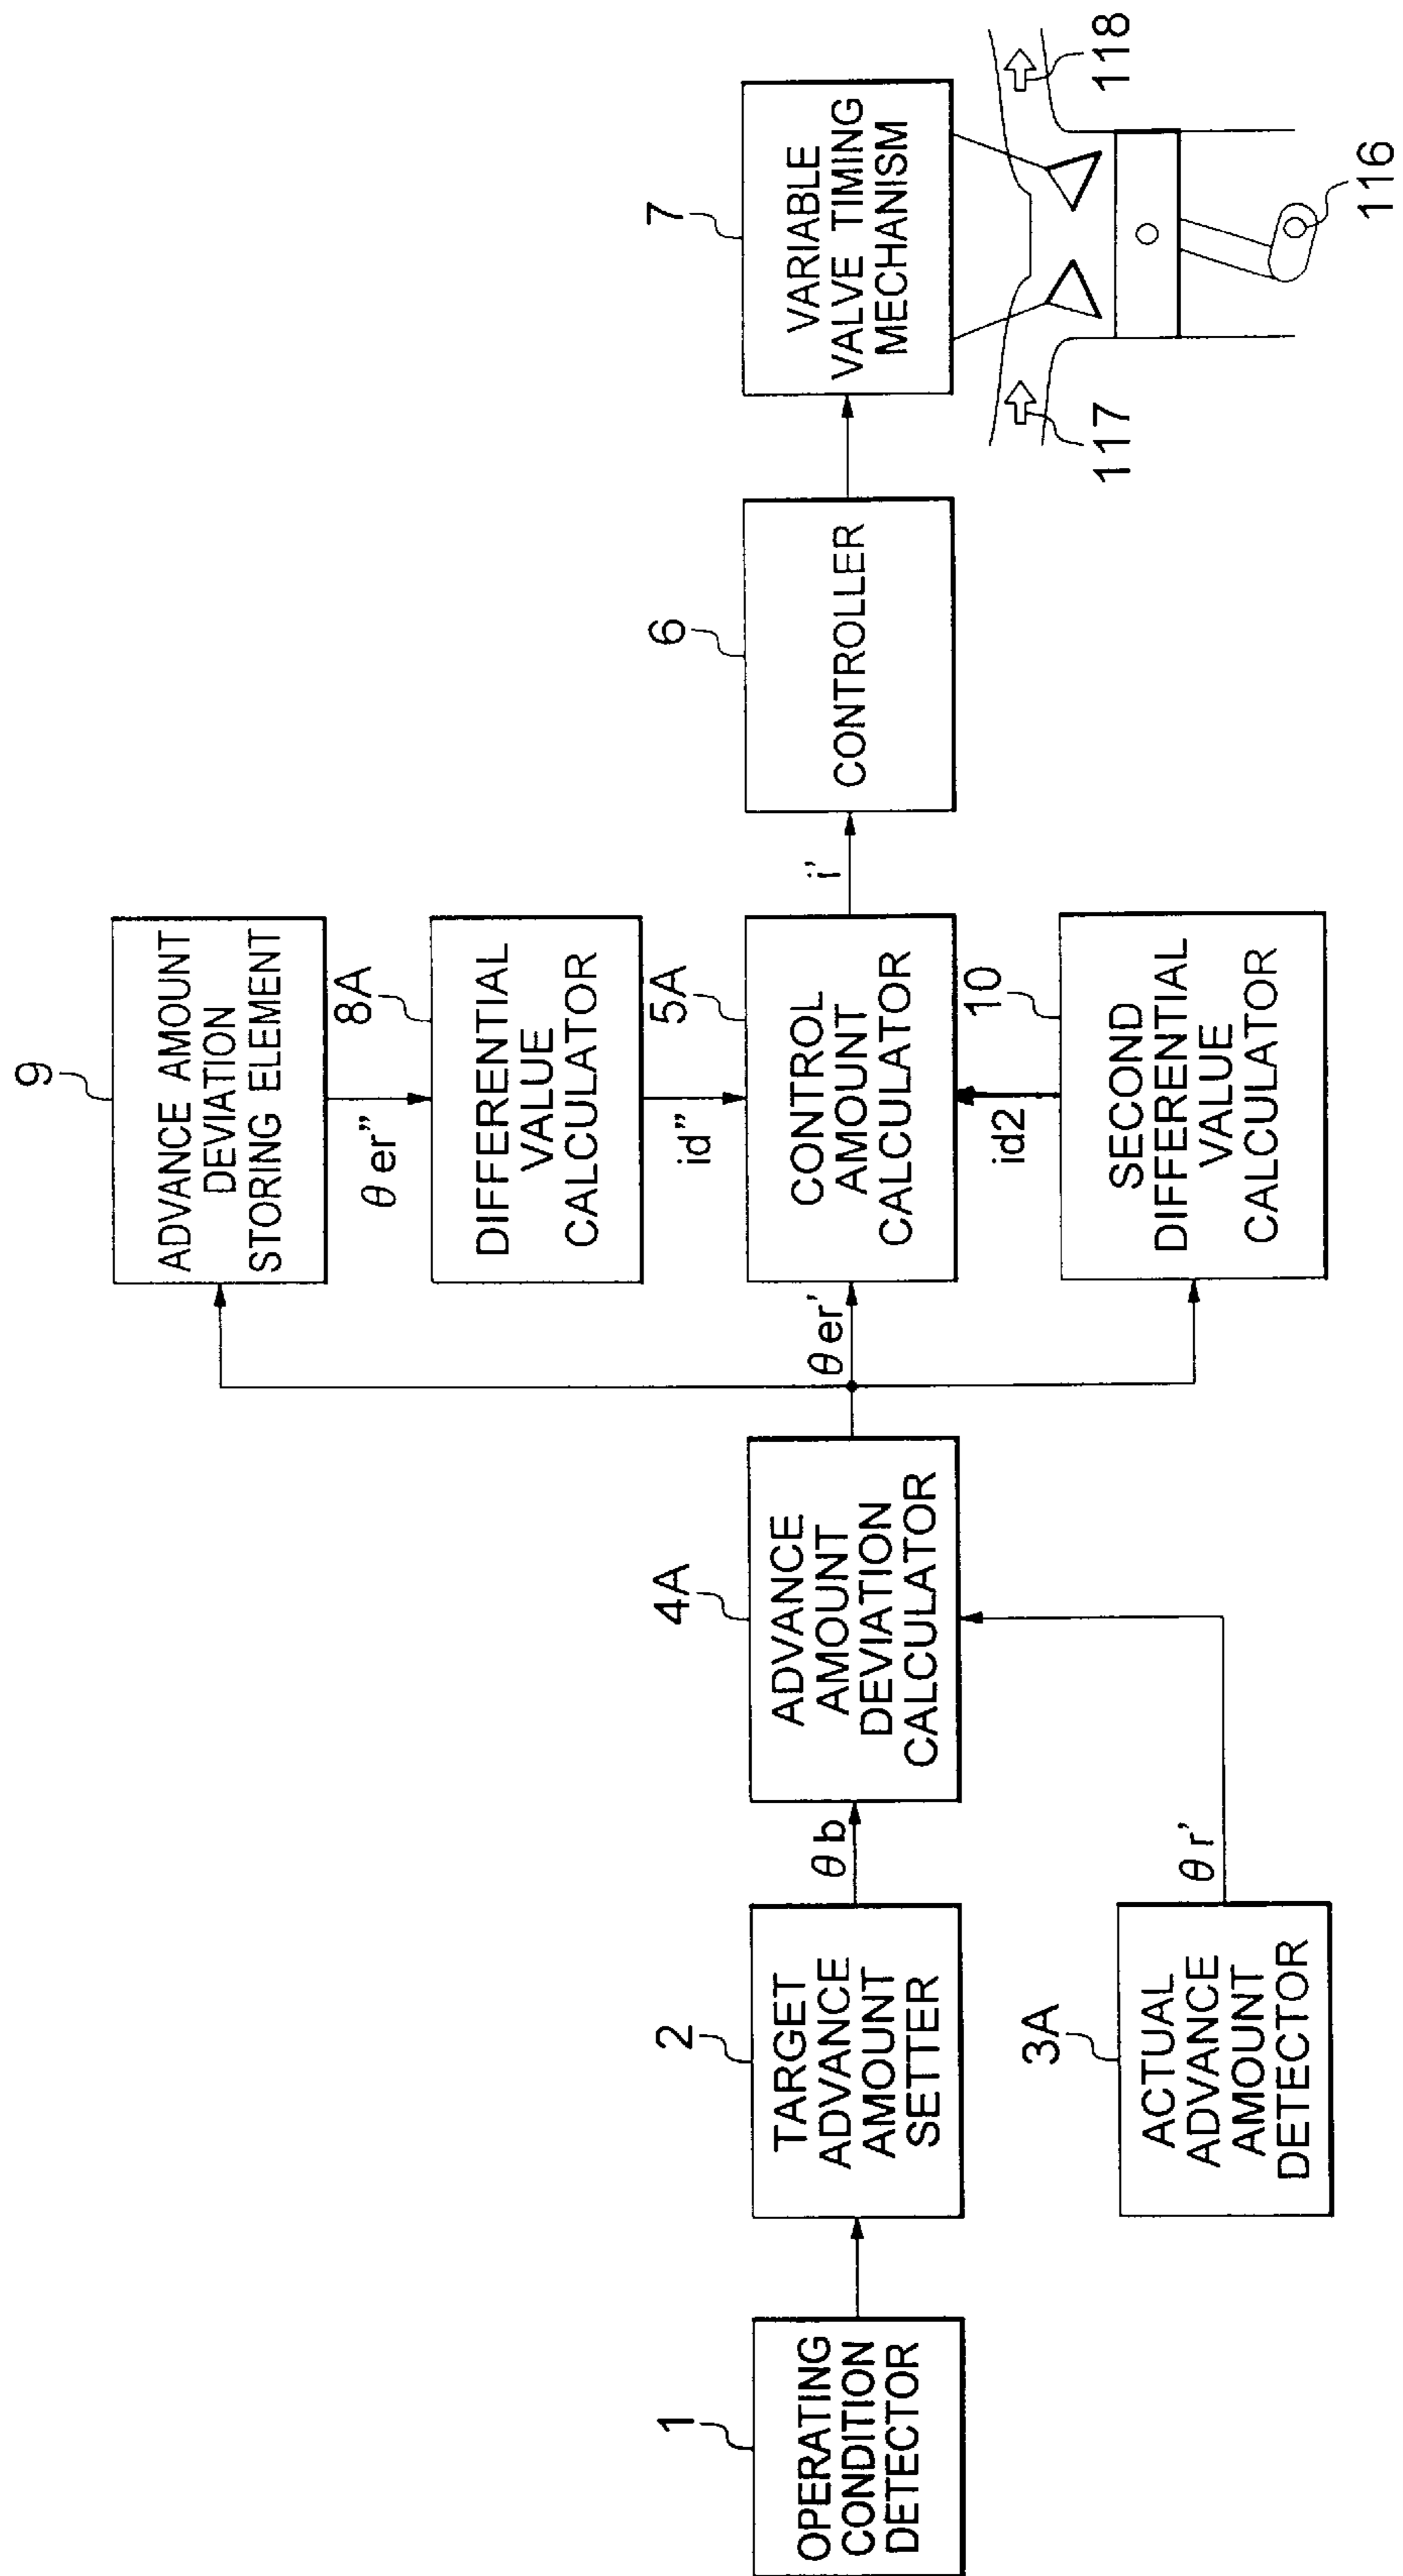 1
OPERATING
CONDITION
DETECTOR
2
TARGET
ADVANCE
AMOUNT
SETTER
θb
3A
ACTUAL
ADVANCE
AMOUNT
DETECTOR
θr'
4A
ADVANCE
AMOUNT
DEVIATION
CALCULATOR
θer'
9
ADVANCE AMOUNT
DEVIATION
STORING ELEMENT
θer"
8A
DIFFERENTIAL
VALUE
CALCULATOR
id"
5A
CONTROL
AMOUNT
CALCULATOR
id2
10
SECOND
DIFFERENTIAL
VALUE
CALCULATOR
i'
6
CONTROLLER
7
VARIABLE
VALVE TIMING
MECHANISM
117
118
116